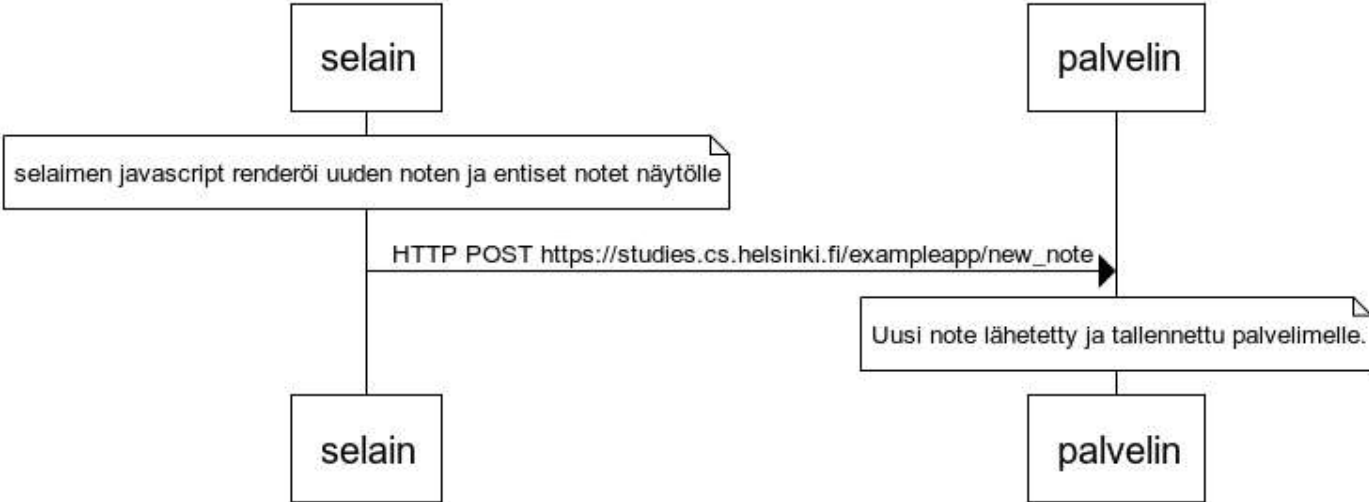 selain
palvelin
selaimen javascript renderöi uuden noten ja entiset notet näytölle
HTTP POST https://studies.cs.helsinki.fi/exampleapp/new_note
Uusi note lähetetty ja tallennettu palvelimelle.
selain
palvelin